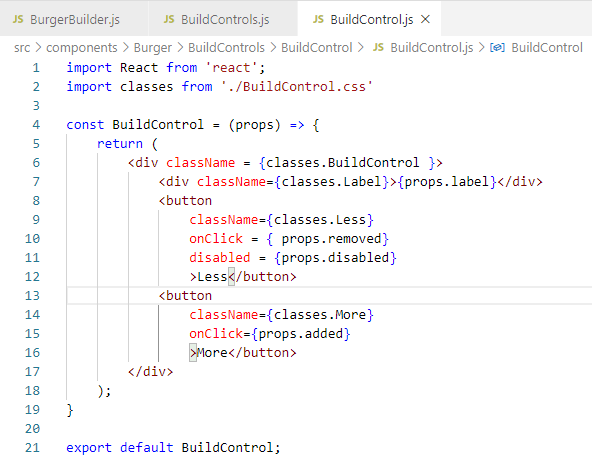 JS BurgerBuilder.js JS BuildControls.js JS BuildControl.js ×
src > components > Burger > BuildControls > BuildControl > JS BuildControl.js > BuildControl
1 import React from 'react';
2 import classes from './BuildControl.css'
3
4 const BuildControl = (props) => {
5     return (
6         <div className = {classes.BuildControl }>
7             <div className={classes.Label}>{props.label}</div>
8             <button
9                 className={classes.Less}
10                 onClick = { props.removed}
11                 disabled = {props.disabled}
12                 >Less</button>
13             <button
14                 className={classes.More}
15                 onClick={props.added}
16                 >More</button>
17         </div>
18     );
19 }
20
21 export default BuildControl;